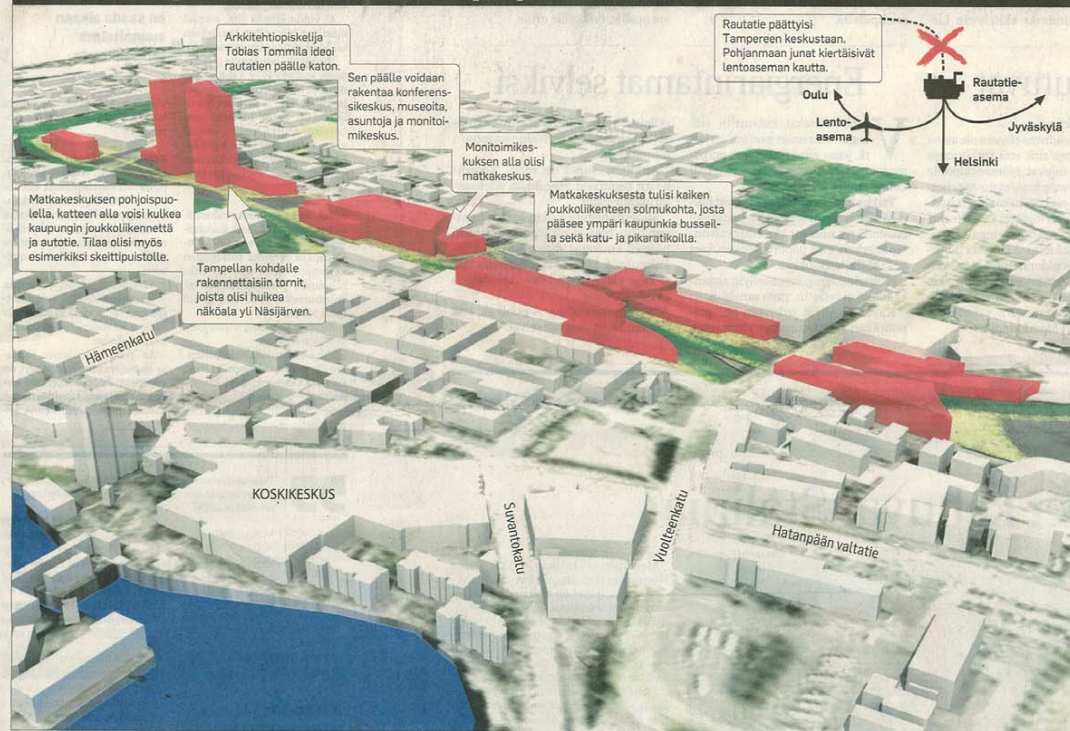 Arkkitehtiopiskelija
Tobias Tommila ideoi
rautatien päälle katon.
Sen päälle voidaan
rakentaa konferens-
sikeskus, museoita,
asuntoja ja monitoi-
mikeskus.
Monitoimikes-
kuksen alla olisi
matkakeskus.
Matkakeskuksesta tulisi kaiken
joukkoliikenteen solmukohta, josta
pääsee ympäri kaupunkia busseil-
la sekä katu- ja pikaratikoilla.
Matkakeskuksen pohjoispuo-
lella, katteen alla voisi kulkea
kaupungin joukkoliikennettä
ja autotie. Tilaa olisi myös
esimerkiksi skeittipuistolle.
Tampellan kohdalle
rakennettaisiin tornit,
joista olisi huikea
näköala yli Näsijärven.
Rautatie päättyisi
Tampereen keskustaan.
Pohjanmaan junat kiertäisivät
lentoaseman kautta.
Oulu
Lento-
asema
Rautatie-
asema
Jyväskylä
Helsinki
Hämeenkatu
KOSKIKESKUS
Suvantokatu
Vuolteenkatu
Hatanpään valtatie